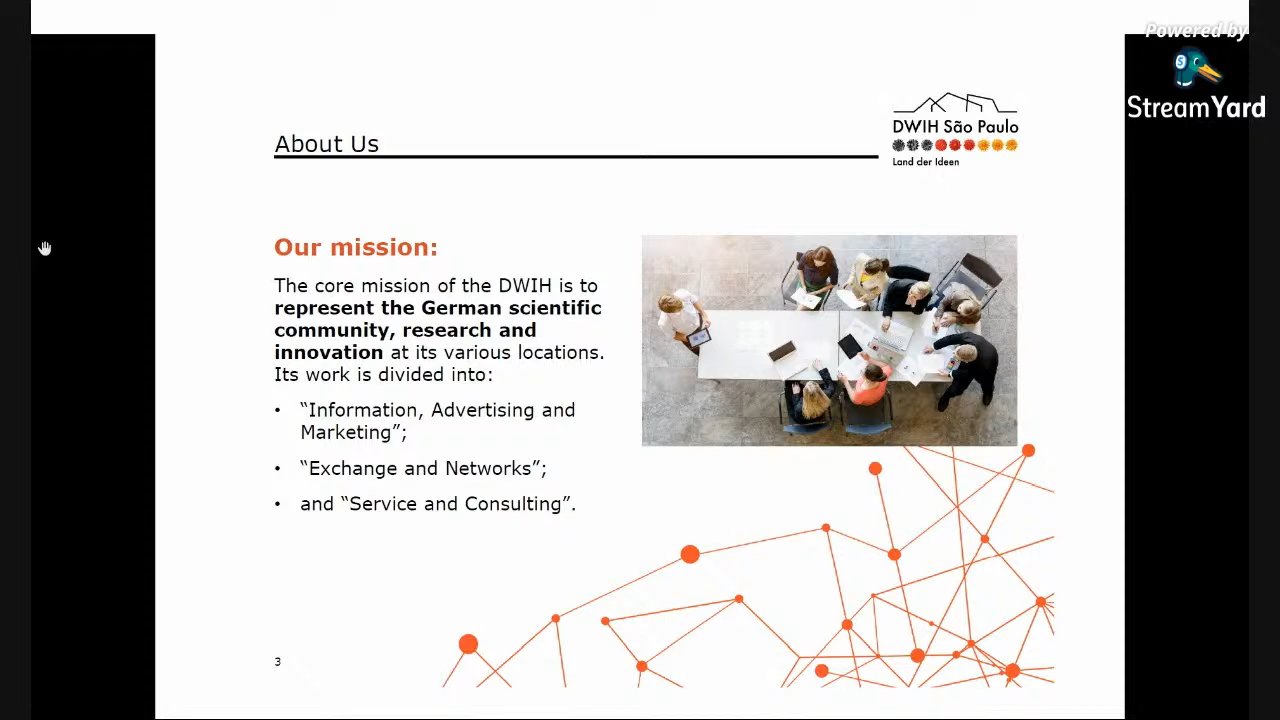 Powered by
StreamYard
DWIH São Paulo
Land der Ideen
About Us
Our mission:
The core mission of the DWIH is to
represent the German scientific
community, research and
innovation at its various locations.
Its work is divided into:
• “Information, Advertising and
Marketing”;
• “Exchange and Networks”;
• and “Service and Consulting”.
3